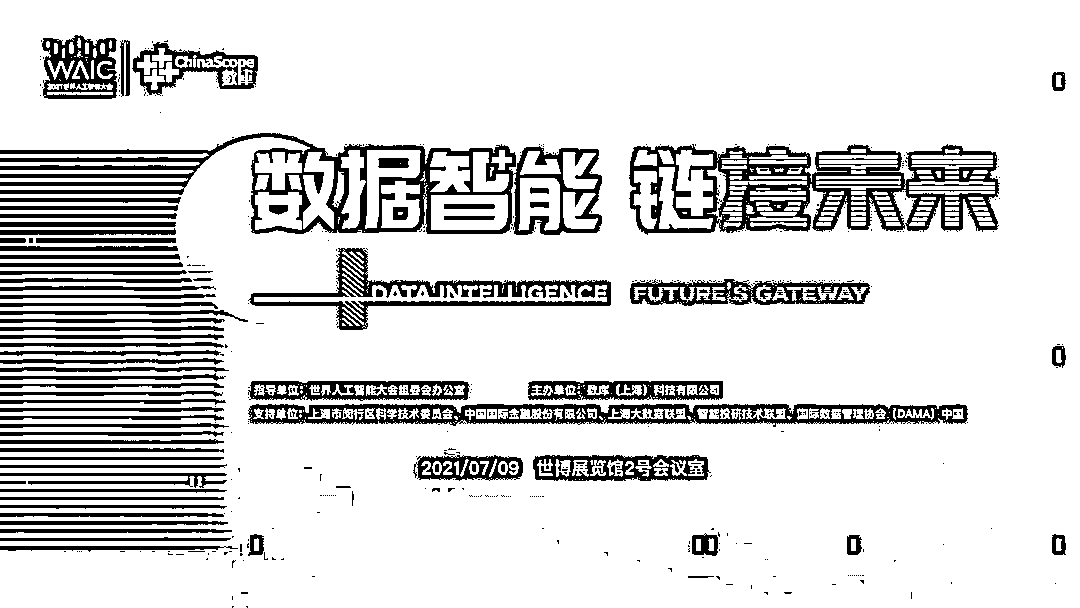 WAIC
2021世界人工智能大会
ChinaScope
数库
数据智能 链接未来
DATA INTELLIGENCE FUTURE'S GATEWAY
指导单位：世界人工智能大会组委会办公室 主办单位：数库（上海）科技有限公司
支持单位：上海市闵行区科学技术委员会、中国国际金融股份有限公司、上海大数据联盟、智能投研技术联盟、国际数据管理协会（DAMA）中国
2021/07/09 世博展览馆2号会议室